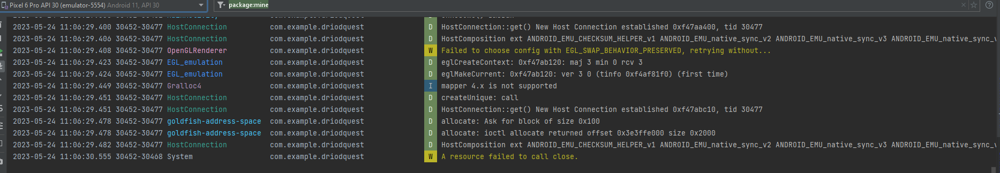 Pixel 6 Pro API 30 (emulator-5554) Android 11, API 30
package:mine
2023-05-24 11:06:29.400 30452-30477 HostConnection com.example.driodquest D HostConnection::get() New Host Connection established 0xf47aa400, tid 30477
2023-05-24 11:06:29.406 30452-30477 HostConnection com.example.driodquest D HostComposition ext ANDROID_EMU_CHECKSUM_HELPER_v1 ANDROID_EMU_native_sync_v2 ANDROID_EMU_native_sync_v3 ANDROID_EMU_native_sync_v
2023-05-24 11:06:29.408 30452-30477 OpenGLRenderer com.example.driodquest W Failed to choose config with EGL_SWAP_BEHAVIOR_PRESERVED, retrying without...
2023-05-24 11:06:29.423 30452-30477 EGL_emulation com.example.driodquest D eglCreateContext: 0xf47ab120: maj 3 min 0 rcv 3
2023-05-24 11:06:29.424 30452-30477 EGL_emulation com.example.driodquest D eglMakeCurrent: 0xf47ab120: ver 3 0 (tinfo 0xf4af81f0) (first time)
2023-05-24 11:06:29.449 30452-30477 Gralloc4 com.example.driodquest I mapper 4.x is not supported
2023-05-24 11:06:29.451 30452-30477 HostConnection com.example.driodquest D createUnique: call
2023-05-24 11:06:29.451 30452-30477 HostConnection com.example.driodquest D HostConnection::get() New Host Connection established 0xf47abc10, tid 30477
2023-05-24 11:06:29.478 30452-30477 goldfish-address-space com.example.driodquest D allocate: Ask for block of size 0x100
2023-05-24 11:06:29.478 30452-30477 goldfish-address-space com.example.driodquest D allocate: ioctl allocate returned offset 0x3e3ffe000 size 0x2000
2023-05-24 11:06:29.482 30452-30477 HostConnection com.example.driodquest D HostComposition ext ANDROID_EMU_CHECKSUM_HELPER_v1 ANDROID_EMU_native_sync_v2 ANDROID_EMU_native_sync_v3 ANDROID_EMU_native_sync_v
2023-05-24 11:06:30.555 30452-30468 System com.example.driodquest W A resource failed to call close.